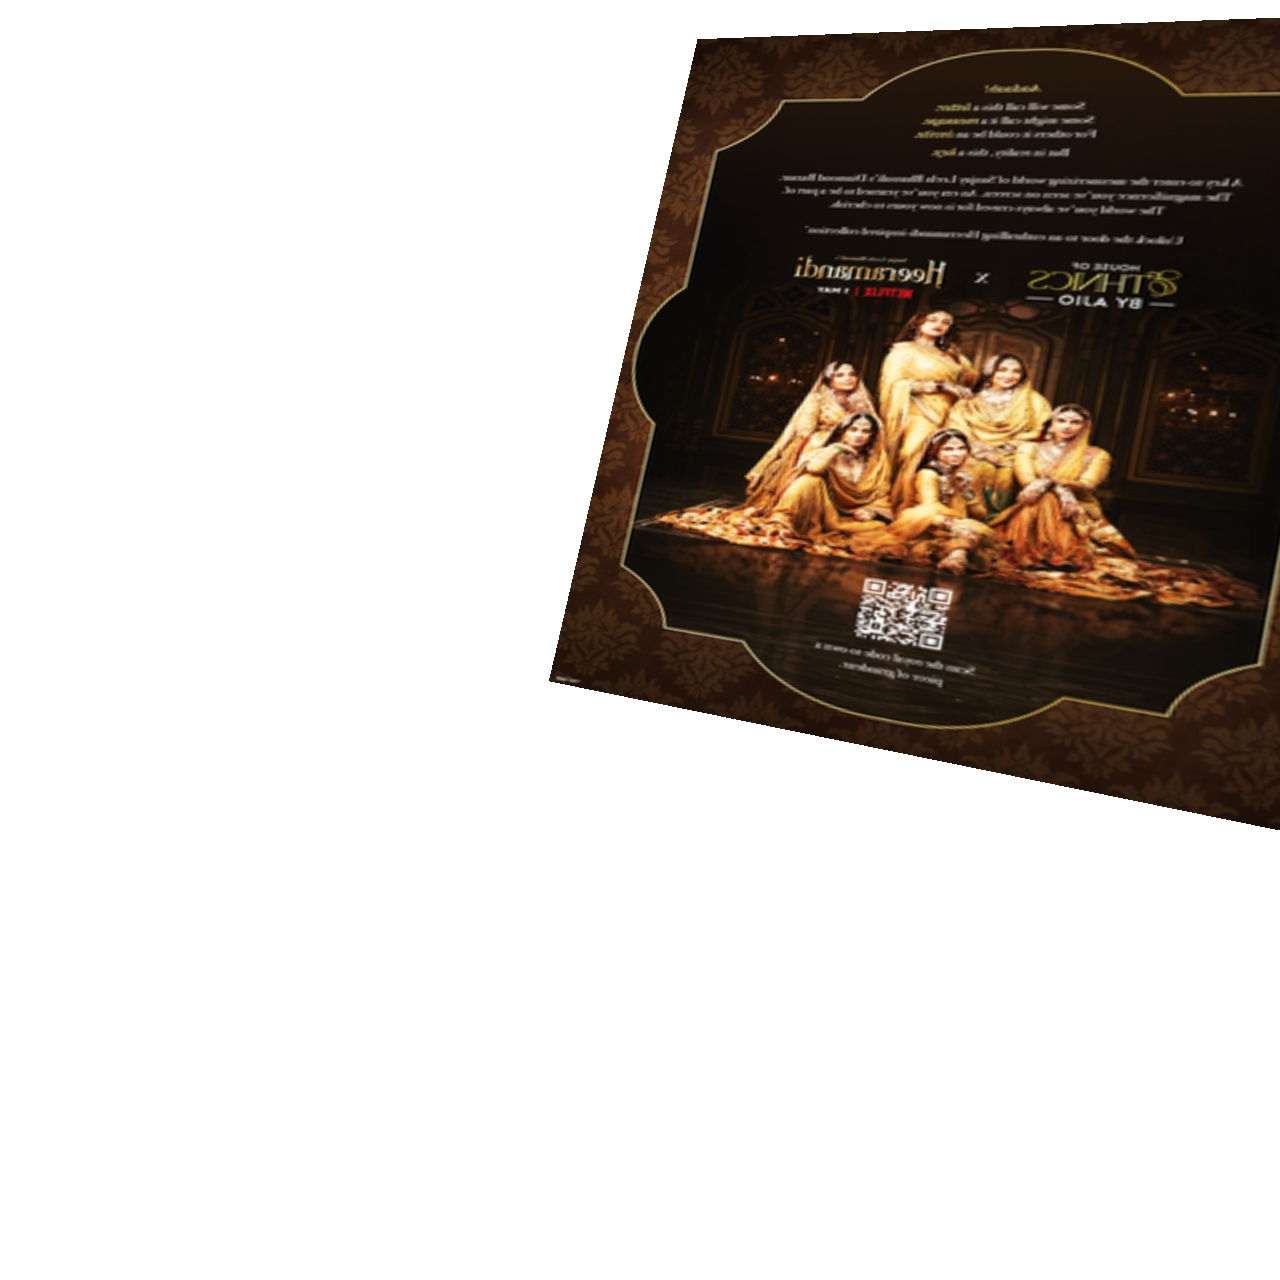 Aadaab!
Some will call this a letter.
Some might call it a message.
For others it could be an invite.
But in reality, this a key.
A key to enter the mesmerizing world of Sanjay Leela Bhansali's Diamond Bazaar.
The magnificence you've seen on screen. An era you've yearned to be a part of.
The world you've always craved for is now yours to cherish.
Unlock the door to an enthralling Heeramandi-inspired collection
HOUSE OF
ETHNICS
BY AJIO
X
Sanjay Leela Bhansali's
Heeramandi
NETFLIX | 1 MAY
Scan the royal code to own a
piece of grandeur.